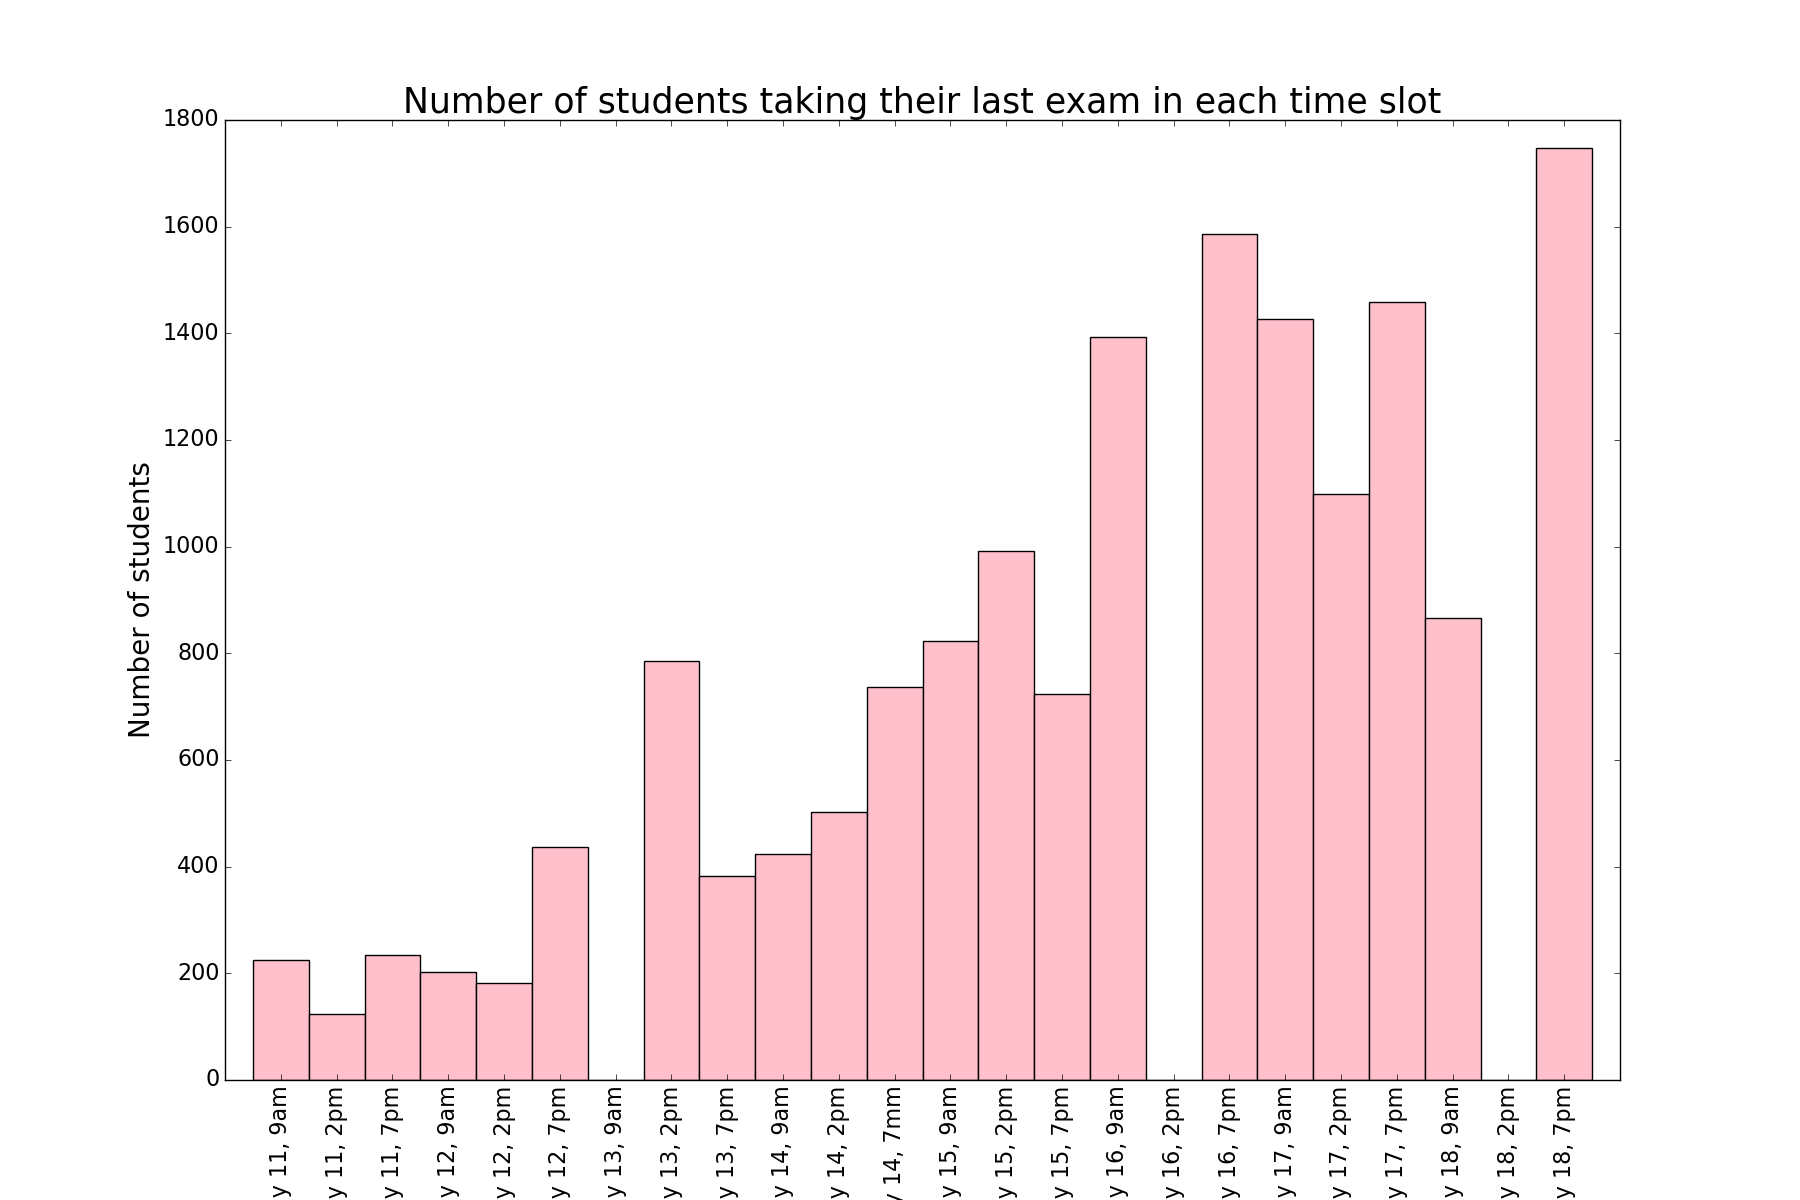 Number of students taking their last exam in each time slot
1800
1600
1400
1200
1000
800
600
400
200
0
Number of students
y 11, 9am
y 11, 2pm
y 11, 7pm
y 12, 9am
y 12, 2pm
y 12, 7pm
y 13, 9am
y 13, 2pm
y 13, 7pm
y 14, 9am
y 14, 2pm
y 14, 7mm
y 15, 9am
y 15, 2pm
y 15, 7pm
y 16, 9am
y 16, 2pm
y 16, 7pm
y 17, 9am
y 17, 2pm
y 17, 7pm
y 18, 9am
y 18, 2pm
y 18, 7pm